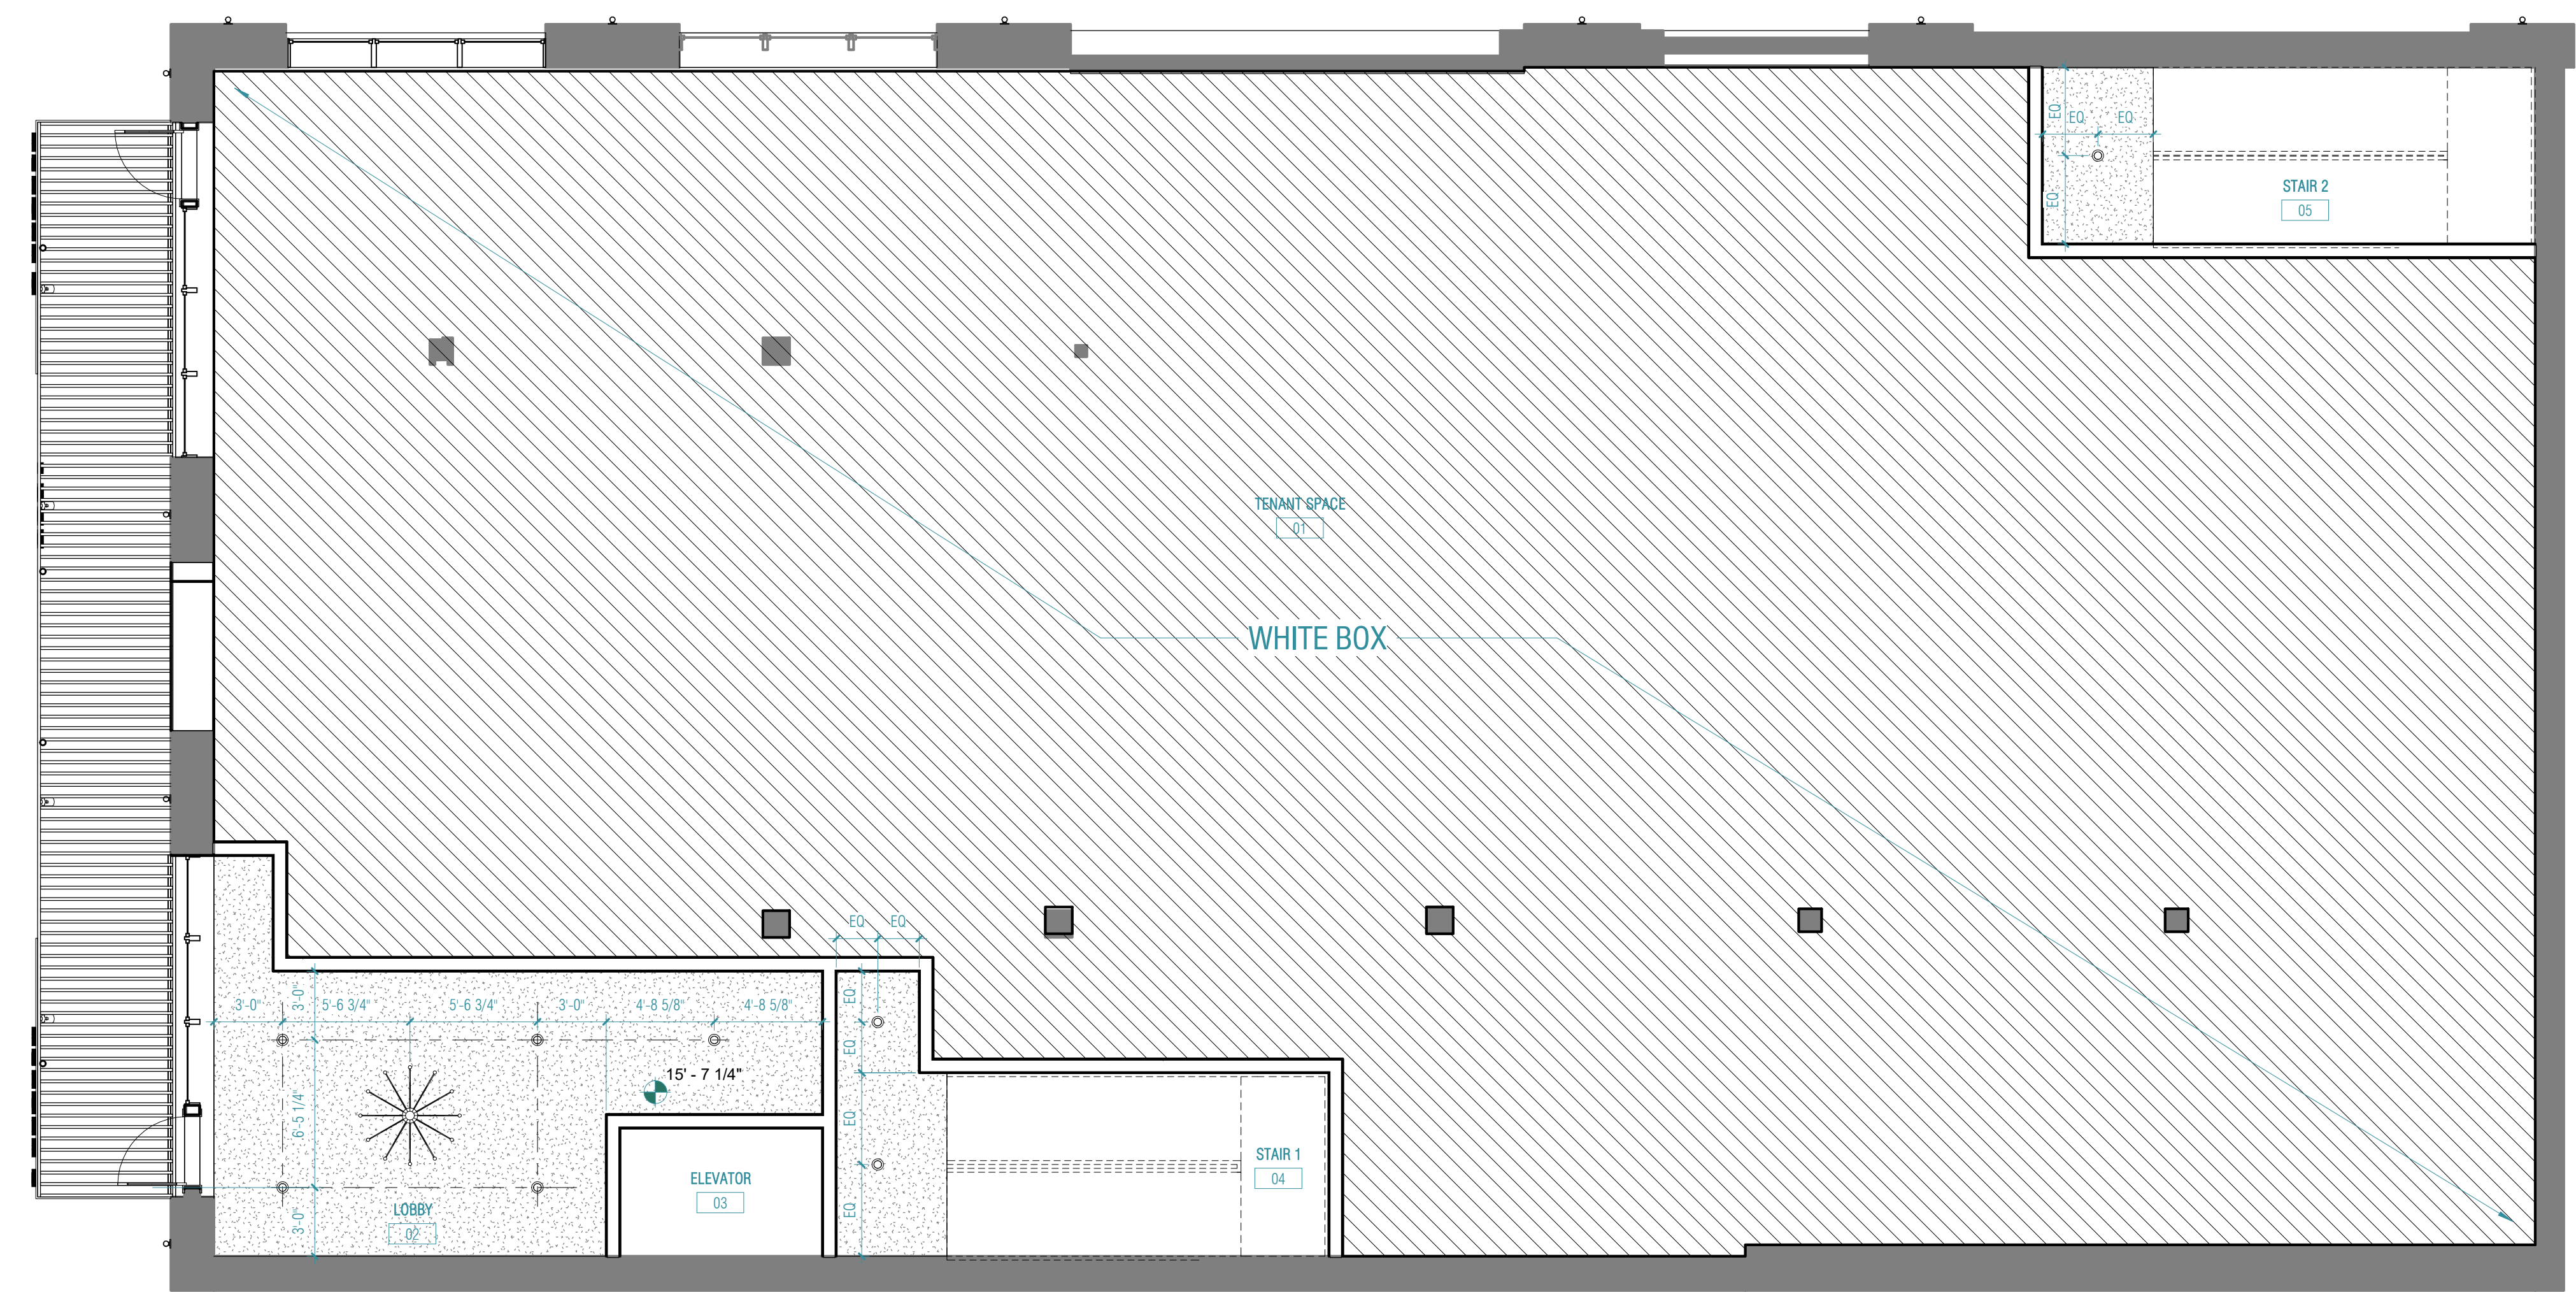 EQ
EQ
EQ
EQ
STAIR 2
05
TENANT SPACE
01
WHITE BOX
EQ
EQ
3'-0"
3'-0"
5'-6 3/4"
5'-6 3/4"
3'-0"
4'-8 5/8"
4'-8 5/8"
EQ
EQ
15' - 7 1/4"
6'-5 1/4"
EQ
STAIR 1
04
ELEVATOR
03
LOBBY
02
3'-0"
EQ